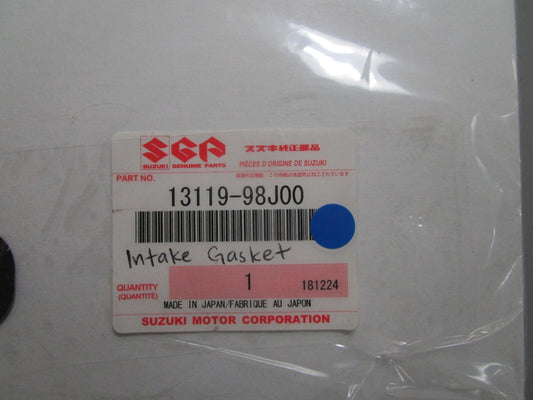 SGP
SUZUKI GENUINE PARTS
スズキ純正部品
PIÈCES D'ORIGINE DE SUZUKI
PART NO.
13119-98J00
Intake Gasket
QUANTITY
(QUANTITÉ)
1
181224
MADE IN JAPAN/FABRIQUE AU JAPON
SUZUKI MOTOR CORPORATION